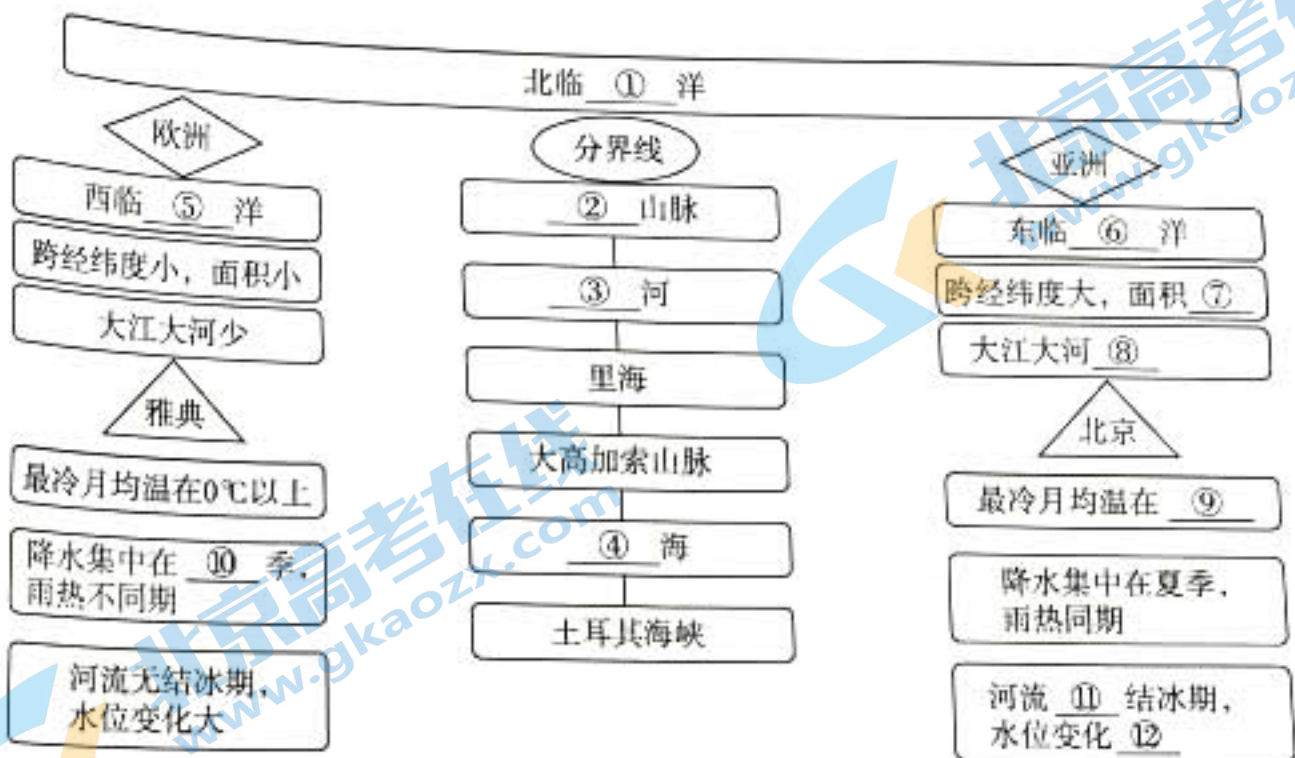 北临 ① 洋
欧洲
西临 ⑤ 洋
跨经纬度小，面积小
大江大河少
雅典
最冷月均温在0℃以上
降水集中在 ⑩ 季，
雨热不同期
河流无结冰期，
水位变化大
分界线
② 山脉
③ 河
里海
大高加索山脉
④ 海
土耳其海峡
亚洲
东临 ⑥ 洋
跨经纬度大，面积 ⑦
大江大河 ⑧
北京
最冷月均温在 ⑨
降水集中在夏季，
雨热同期
河流 ⑪ 结冰期，
水位变化 ⑫
北京高考在线
www.gkaozx.com
北京高考在
www.gkaoz